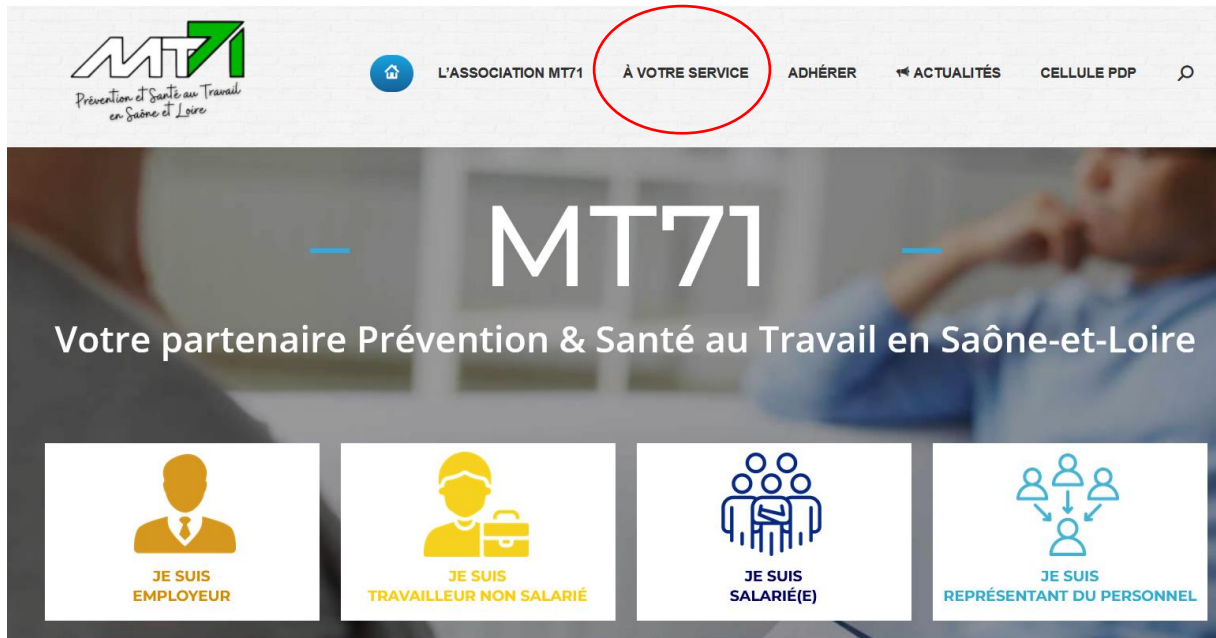 MT71
Prévention et Santé au Travail
en Saône et Loire
L'ASSOCIATION MT71
À VOTRE SERVICE
ADHÉRER
ACTUALITÉS
CELLULE PDP
MT71
Votre partenaire Prévention & Santé au Travail en Saône-et-Loire
JE SUIS
EMPLOYEUR
JE SUIS
TRAVAILLEUR NON SALARIÉ
JE SUIS
SALARIÉ(E)
JE SUIS
REPRÉSENTANT DU PERSONNEL